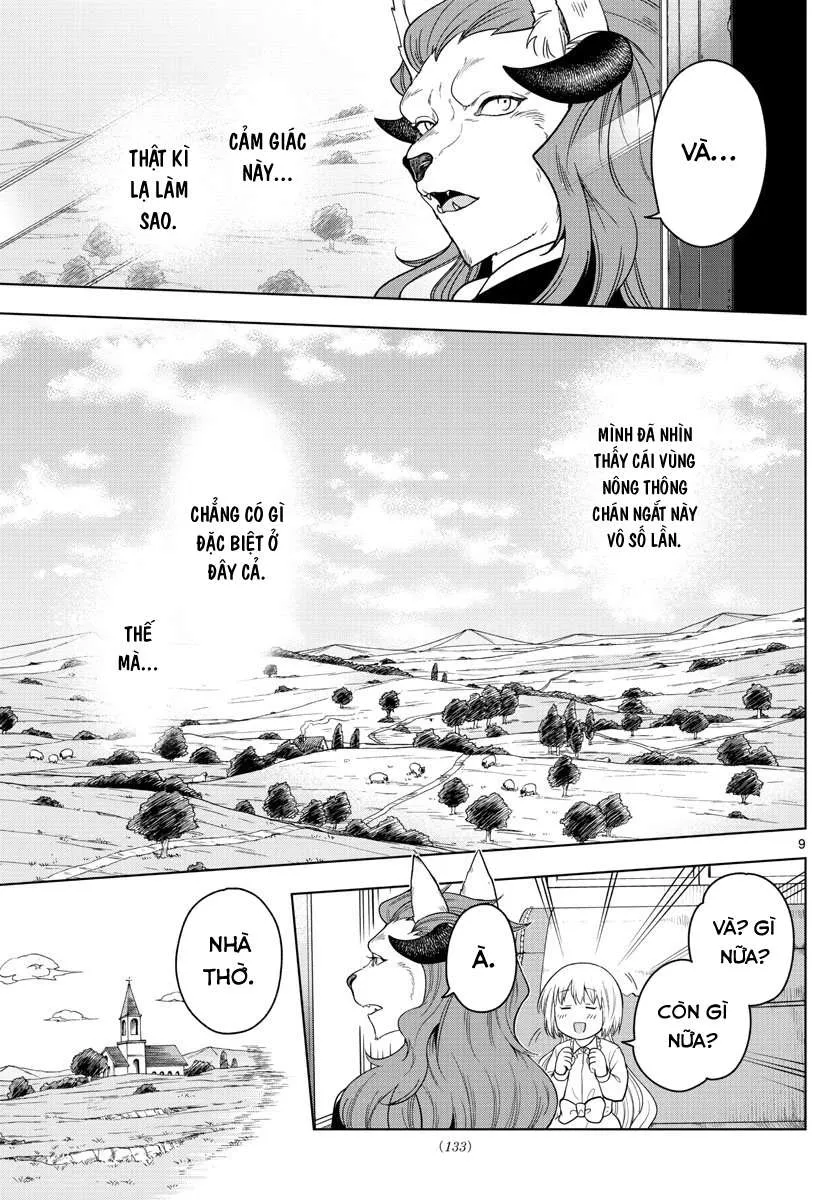 VÀ...
CẢM GIÁC
NÀY...
THẬT KÌ
LẠ LÀM
SAO.
MÌNH ĐÃ NHÌN
THẤY CÁI VÙNG
NÔNG THÔNG
CHÁN NGẮT NÀY
VÔ SỐ LẦN.
CHẲNG CÓ GÌ
ĐẶC BIỆT Ở
ĐÂY CẢ.
THẾ
MÀ...
9
VÀ? GÌ
NỮA?
CÒN GÌ
NỮA?
À.
NHÀ
THỜ.
(133)